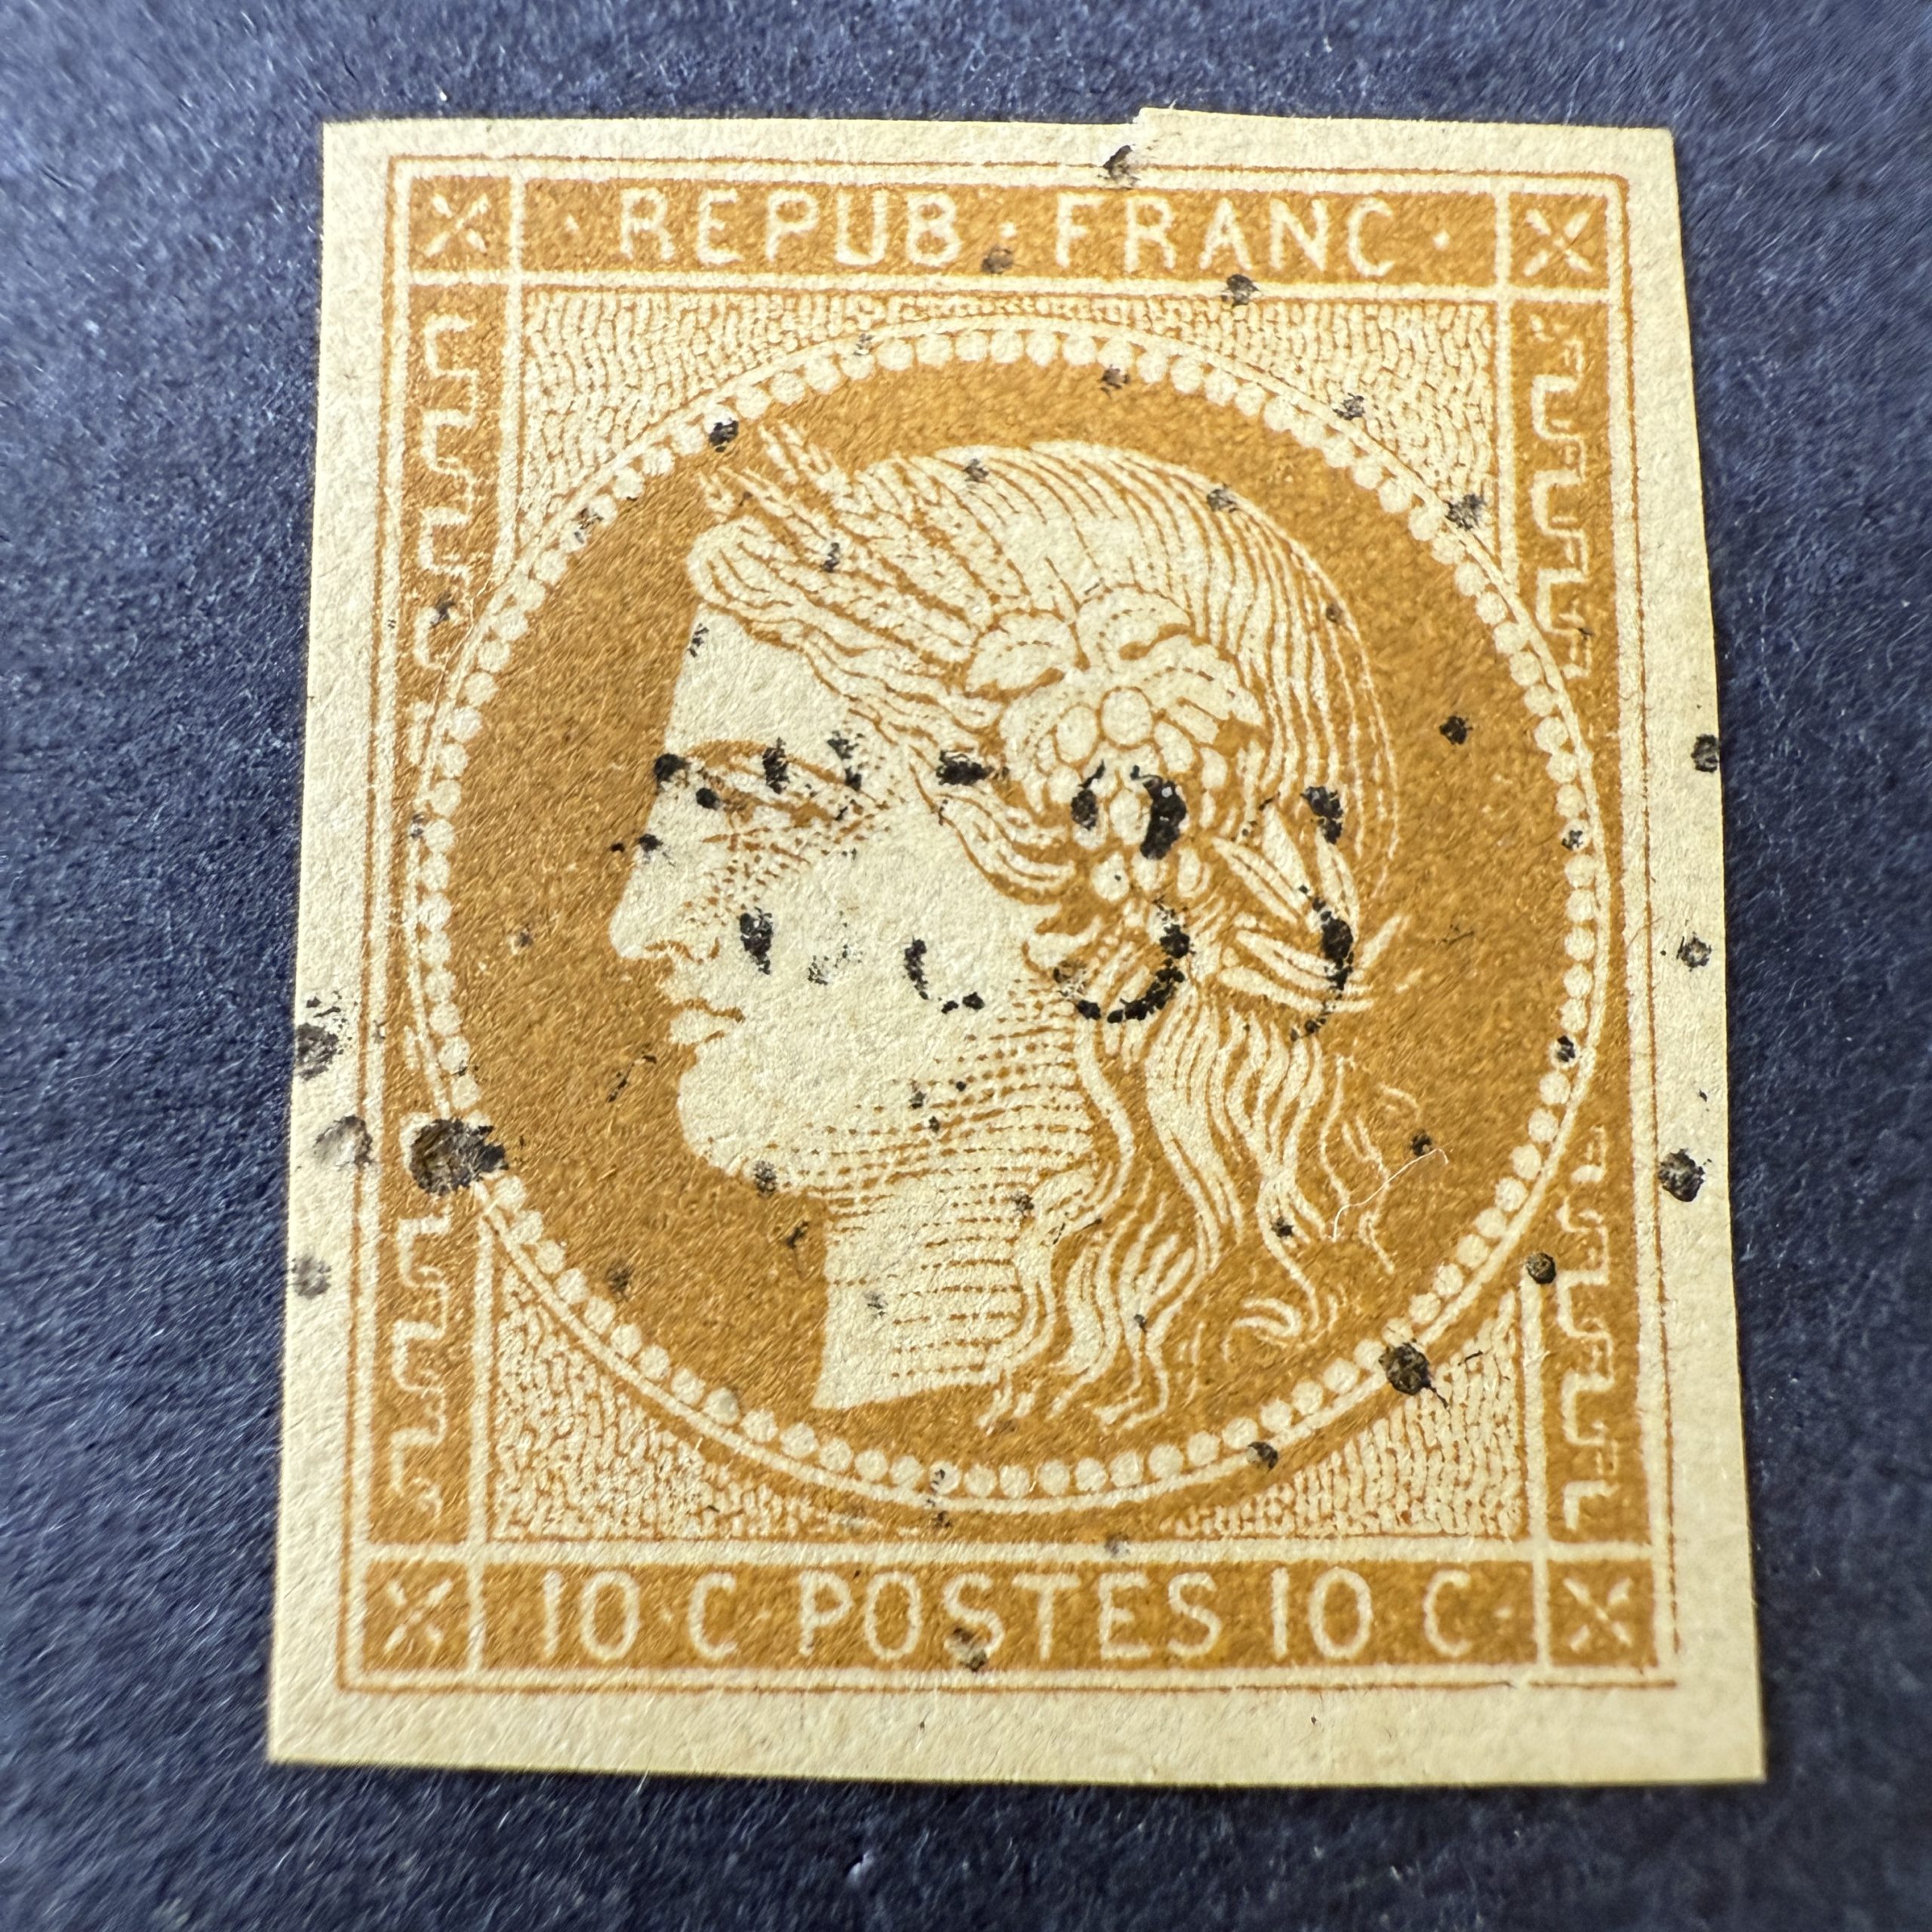 · REPUB · FRANC ·
10·C POSTES 10 C·